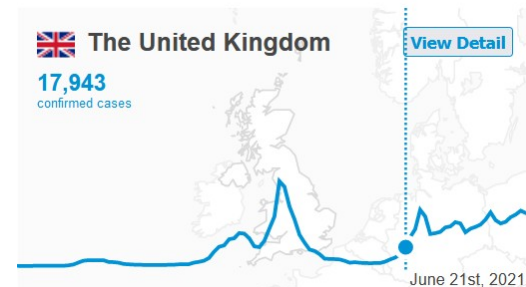 The United Kingdom
View Detail
17,943
confirmed cases
June 21st, 2021